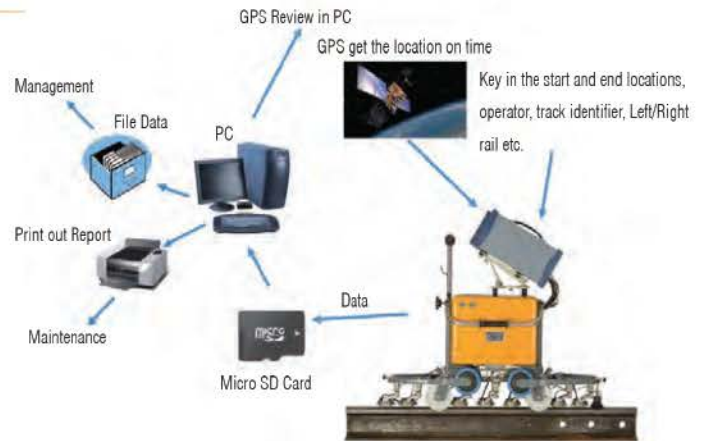 GPS Review in PC
GPS get the location on time
Management
Key in the start and end locations,
operator, track identifier, Left/Right
rail etc.
File Data
PC
Print out Report
Data
micro
Maintenance
Micro SD Card